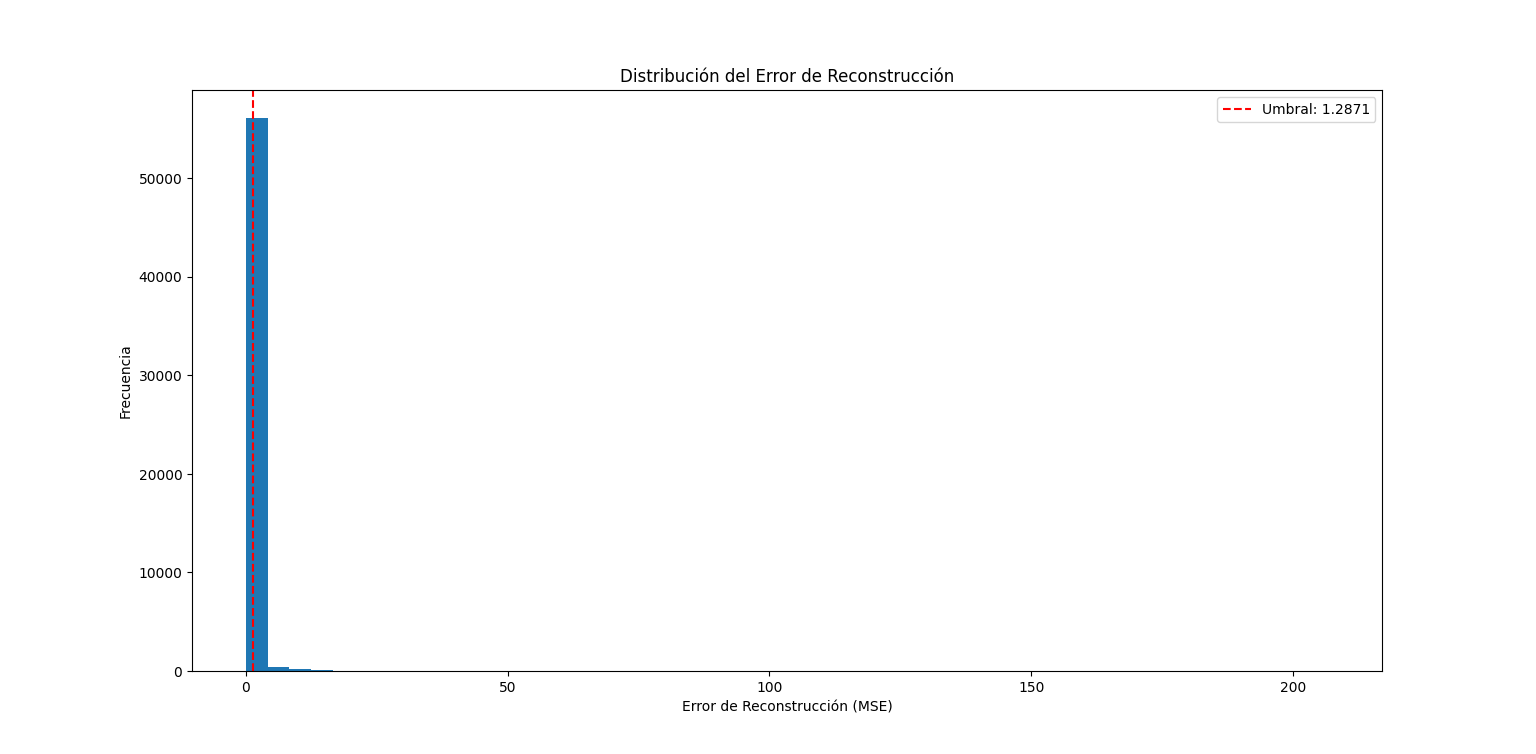 Distribución del Error de Reconstrucción
Umbral: 1.2871
50000
40000
30000
20000
10000
0
Frecuencia
0 50 100 150 200
Error de Reconstrucción (MSE)